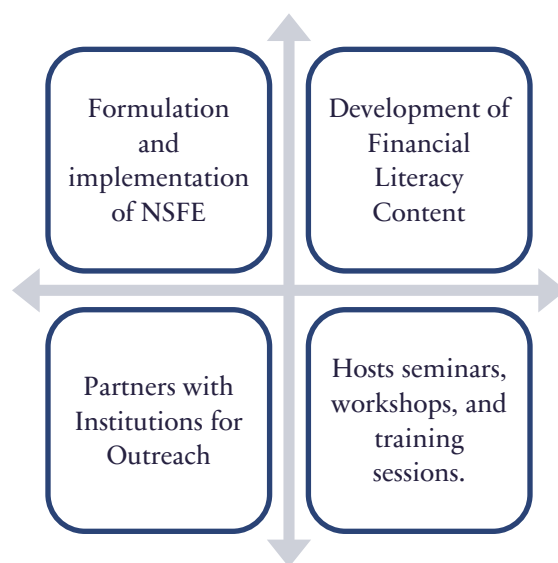 Formulation
and
implementation
of NSFE
Development of
Financial
Literacy
Content
Partners with
Institutions for
Outreach
Hosts seminars,
workshops, and
training
sessions.